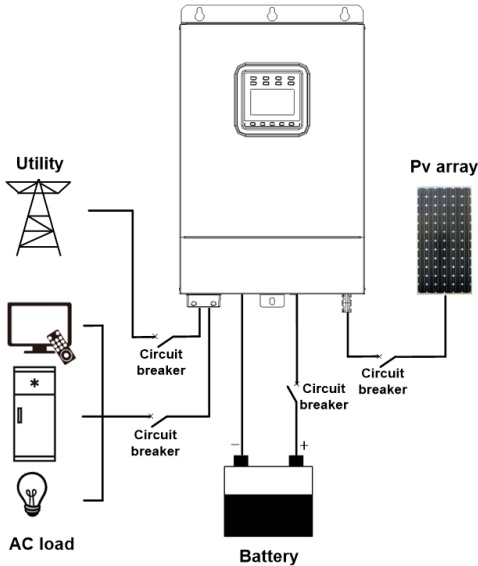 Utility
Pv array
Circuit
breaker
Circuit
breaker
Circuit
breaker
Circuit
breaker
− +
AC load
Battery